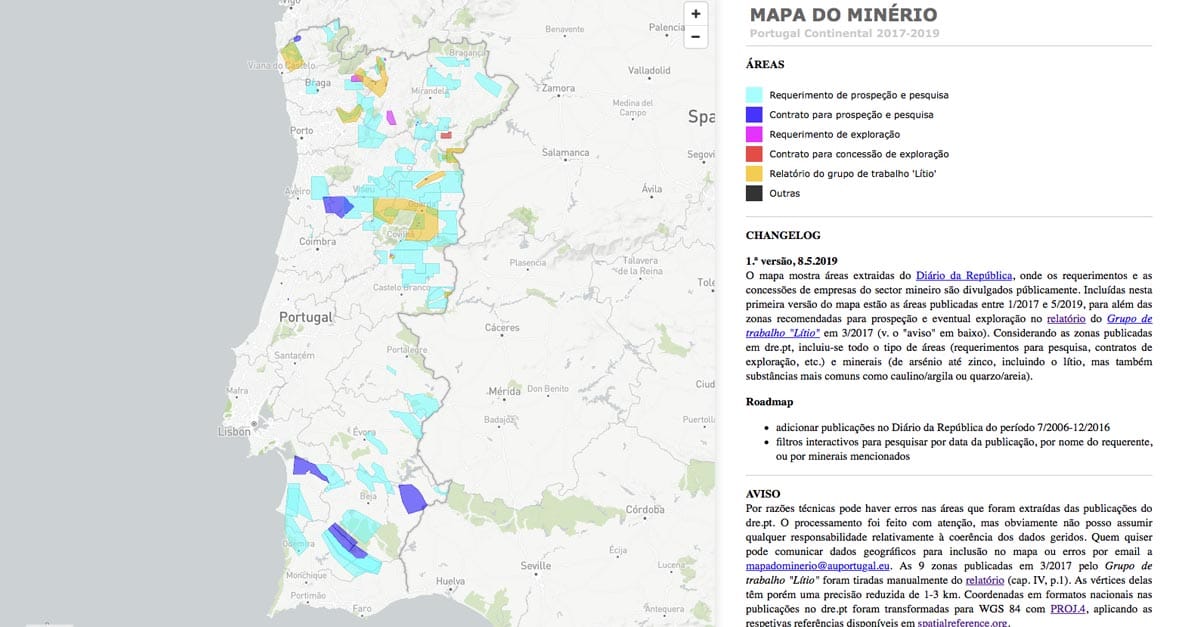 Vigo
Viana do Castelo
Braga
Bragança
Mirandela
Porto
Aveiro
Viseu
Guarda
Covilhã
Coimbra
Castelo Branco
Portugal
Santarém
Portalegre
Mafra
Lisbon
Évora
Beja
Odemira
Monchique
Portimão
Faro
Benavente
Palencia
Valladolid
Zamora
Medina del
Campo
Spa
Salamanca
Segovi
Ávila
Plasencia
Talavera
de la Reina
Tole
Cáceres
Mérida
Don Benito
Ciud
Badajoz
Puertoll
Córdoba
Écija
Seville
Lucena
Huelva
Antequera
+
−
MAPA DO MINÉRIO
Portugal Continental 2017-2019
ÁREAS
Requerimento de prospeção e pesquisa
Contrato para prospeção e pesquisa
Requerimento de exploração
Contrato para concessão de exploração
Relatório do grupo de trabalho 'Lítio'
Outras
CHANGELOG
1.ª versão, 8.5.2019
O mapa mostra áreas extraidas do Diário da República, onde os requerimentos e as
concessões de empresas do sector mineiro são divulgados públicamente. Incluídas nesta
primeira versão do mapa estão as áreas publicadas entre 1/2017 e 5/2019, para além das
zonas recomendadas para prospeção e eventual exploração no relatório do Grupo de
trabalho "Lítio" em 3/2017 (v. o "aviso" em baixo). Considerando as zonas publicadas
em dre.pt, incluiu-se todo o tipo de áreas (requerimentos para pesquisa, contratos de
exploração, etc.) e minerais (de arsénio até zinco, incluindo o lítio, mas também
substâncias mais comuns como caulino/argila ou quarzo/areia).
Roadmap
• adicionar publicações no Diário da República do período 7/2006-12/2016
• filtros interactivos para pesquisar por data da publicação, por nome do requerente,
ou por minerais mencionados
AVISO
Por razões técnicas pode haver erros nas áreas que foram extraídas das publicações do
dre.pt. O processamento foi feito com atenção, mas obviamente não posso assumir
qualquer responsabilidade relativamente à coerência dos dados geridos. Quem quiser
pode comunicar dados geográficos para inclusão no mapa ou erros por email a
mapadominerio@auportugal.eu. As 9 zonas publicadas em 3/2017 pelo Grupo de
trabalho "Lítio" foram tiradas manualmente do relatório (cap. IV, p.1). As vértices delas
têm porém uma precisão reduzida de 1-3 km. Coordenadas em formatos nacionais nas
publicações no dre.pt foram transformadas para WGS 84 com PROJ.4, aplicando as
respetivas referências disponíveis em spatialreference.org.